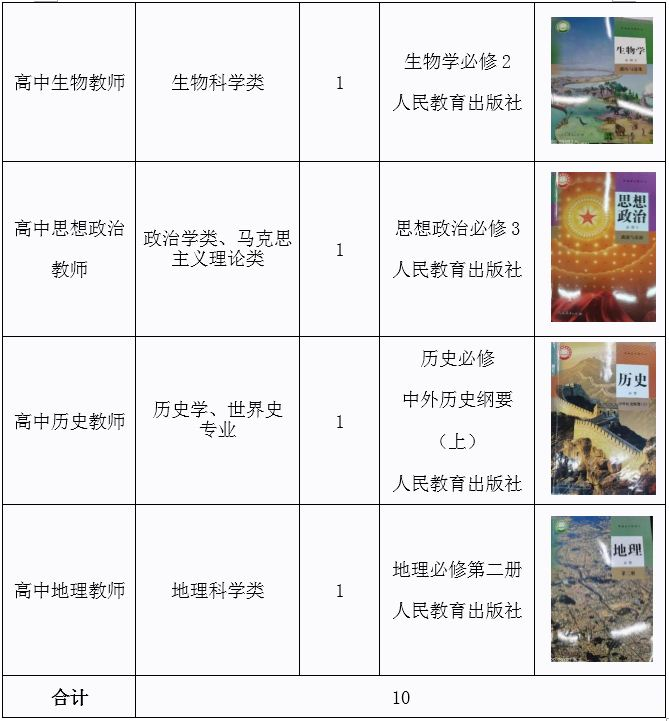 高中生物教师
生物科学类
1
生物学必修2
人民教育出版社
生物学
高中思想政治
教师
政治学类、马克思
主义理论类
1
思想政治必修3
人民教育出版社
思想
政治
高中历史教师
历史学、世界史
专业
1
历史必修
中外历史纲要
（上）
人民教育出版社
历史
高中地理教师
地理科学类
1
地理必修第二册
人民教育出版社
地理
第二册
合计
10